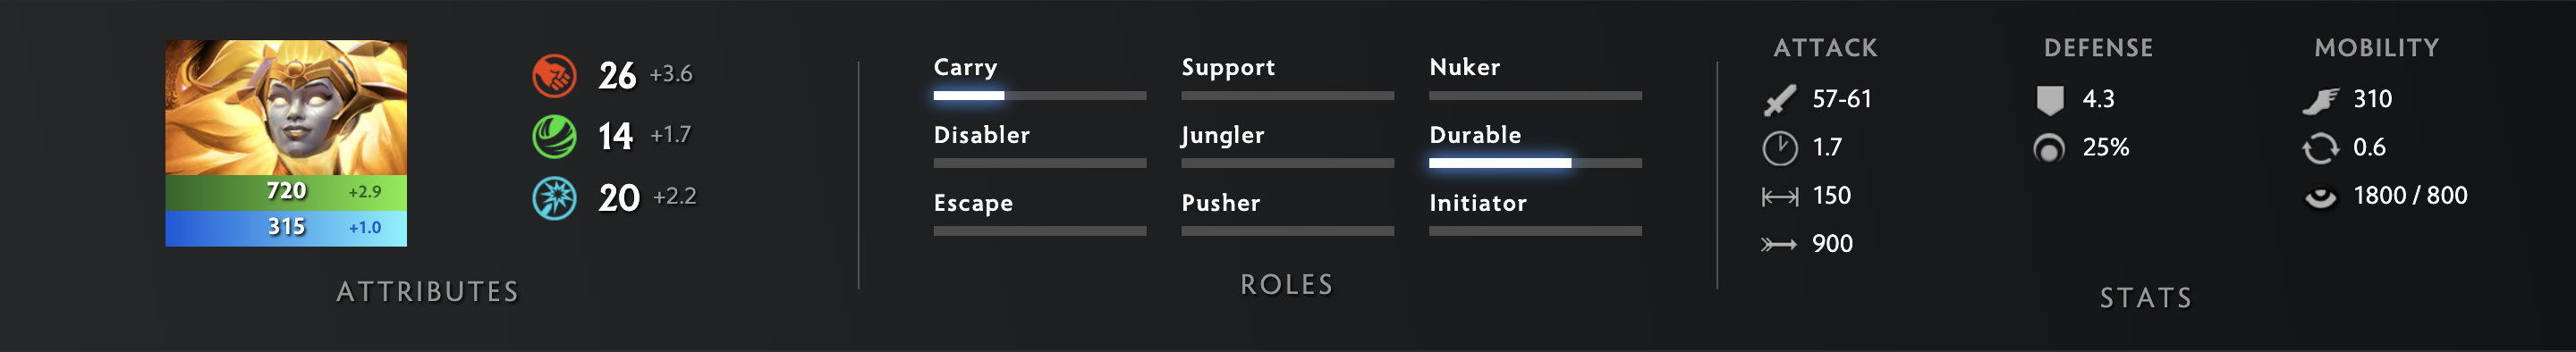 720 +2.9
315 +1.0
26 +3.6
14 +1.7
20 +2.2
ATTRIBUTES
Carry
Support
Nuker
Disabler
Jungler
Durable
Escape
Pusher
Initiator
ROLES
ATTACK
57-61
1.7
150
900
DEFENSE
4.3
25%
MOBILITY
310
0.6
1800 / 800
STATS